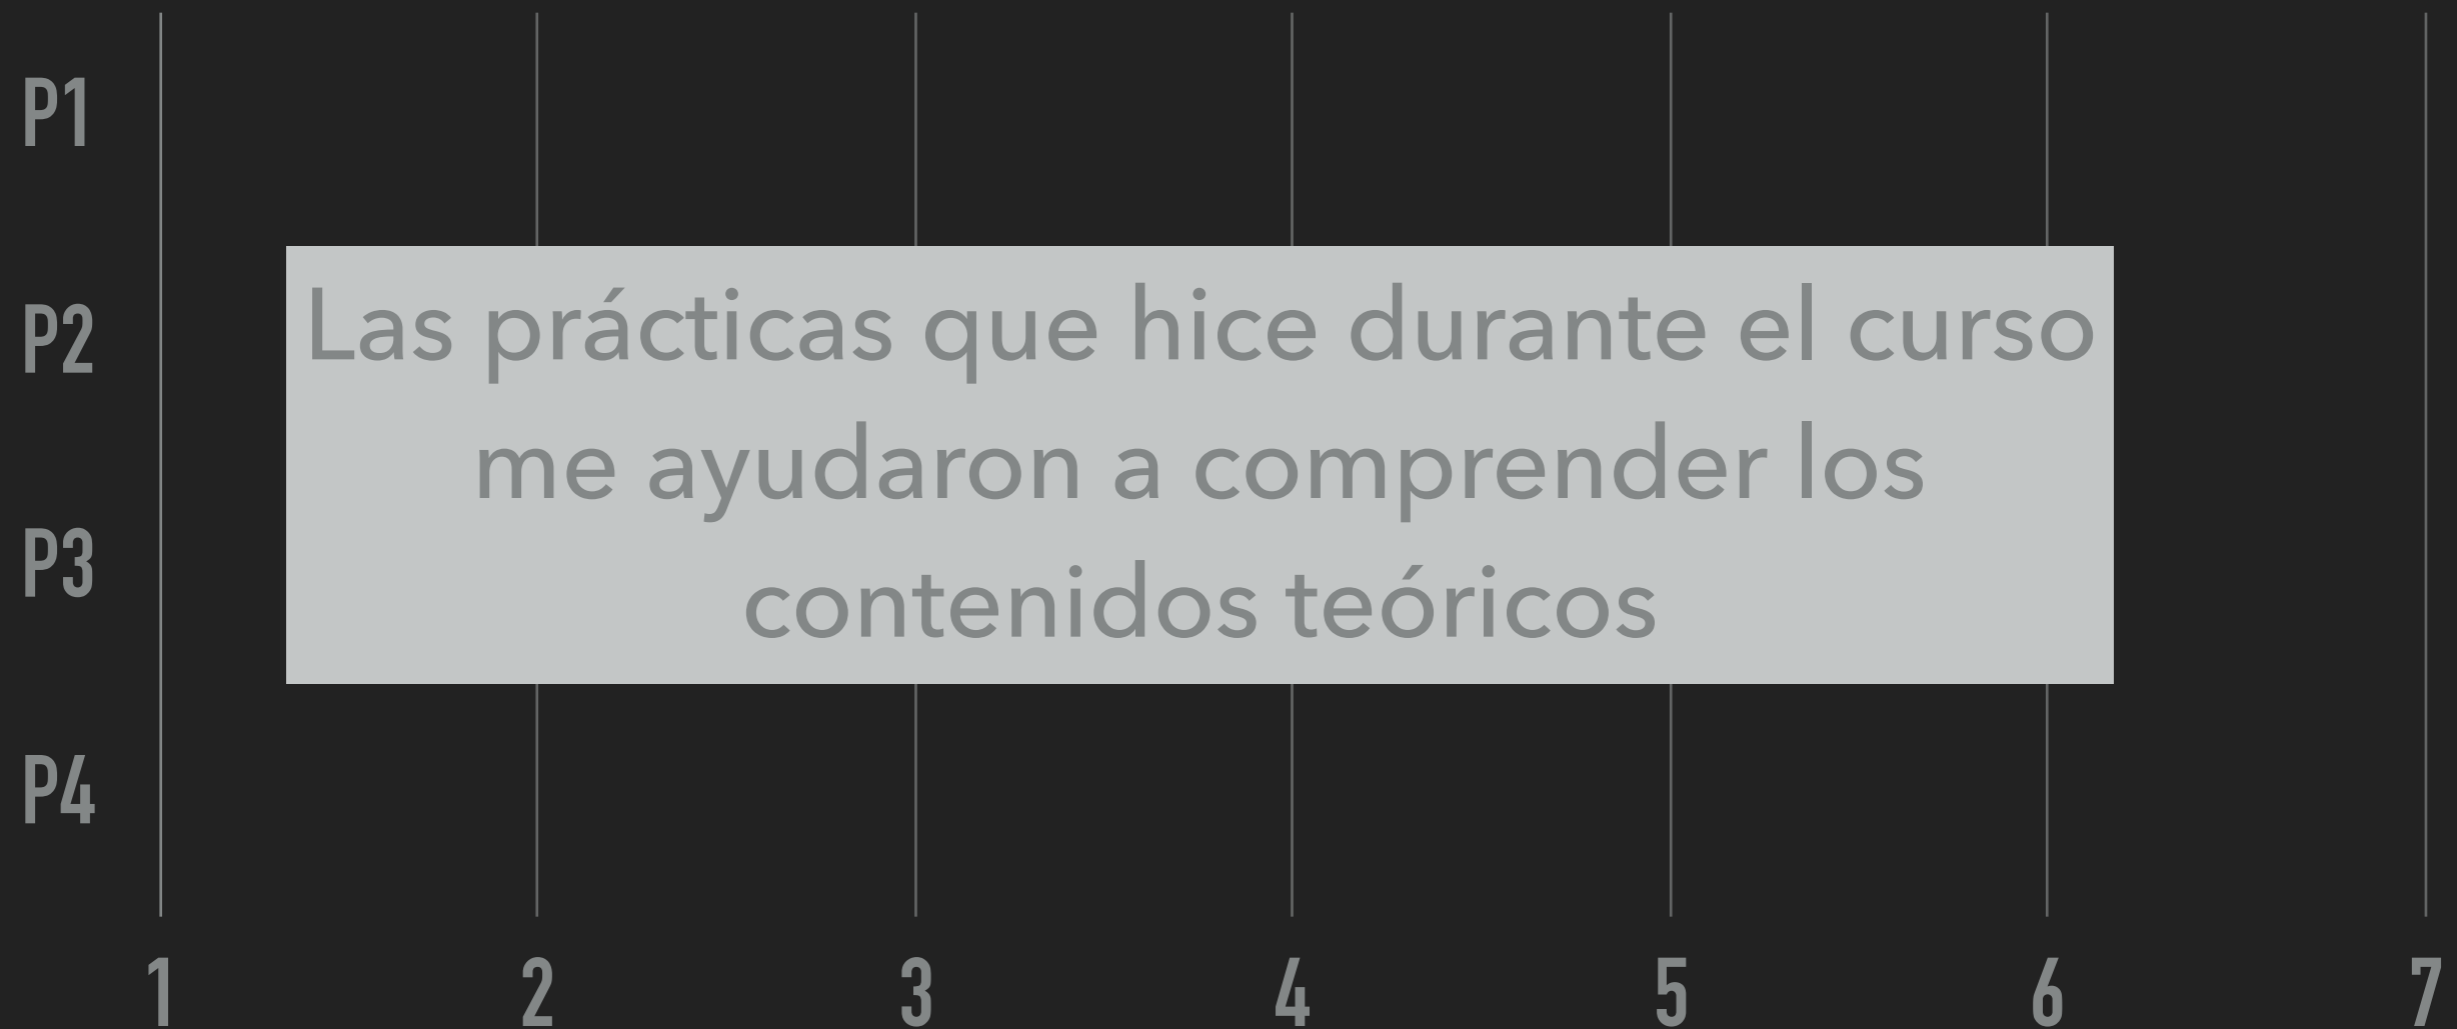 P1
P2
Las prácticas que hice durante el curso
me ayudaron a comprender los
P3
contenidos teóricos
P4
1 2 3 4 5 6 7